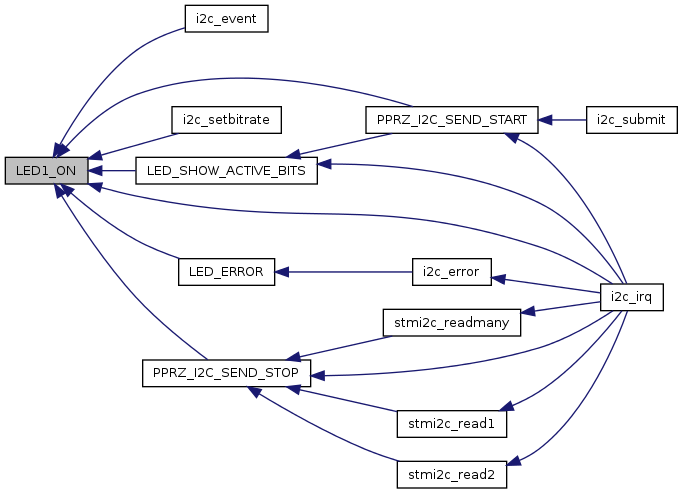 i2c_event
PPRZ_I2C_SEND_START
i2c_submit
i2c_setbitrate
LED1_ON
LED_SHOW_ACTIVE_BITS
LED_ERROR
i2c_error
i2c_irq
stmi2c_readmany
PPRZ_I2C_SEND_STOP
stmi2c_read1
stmi2c_read2